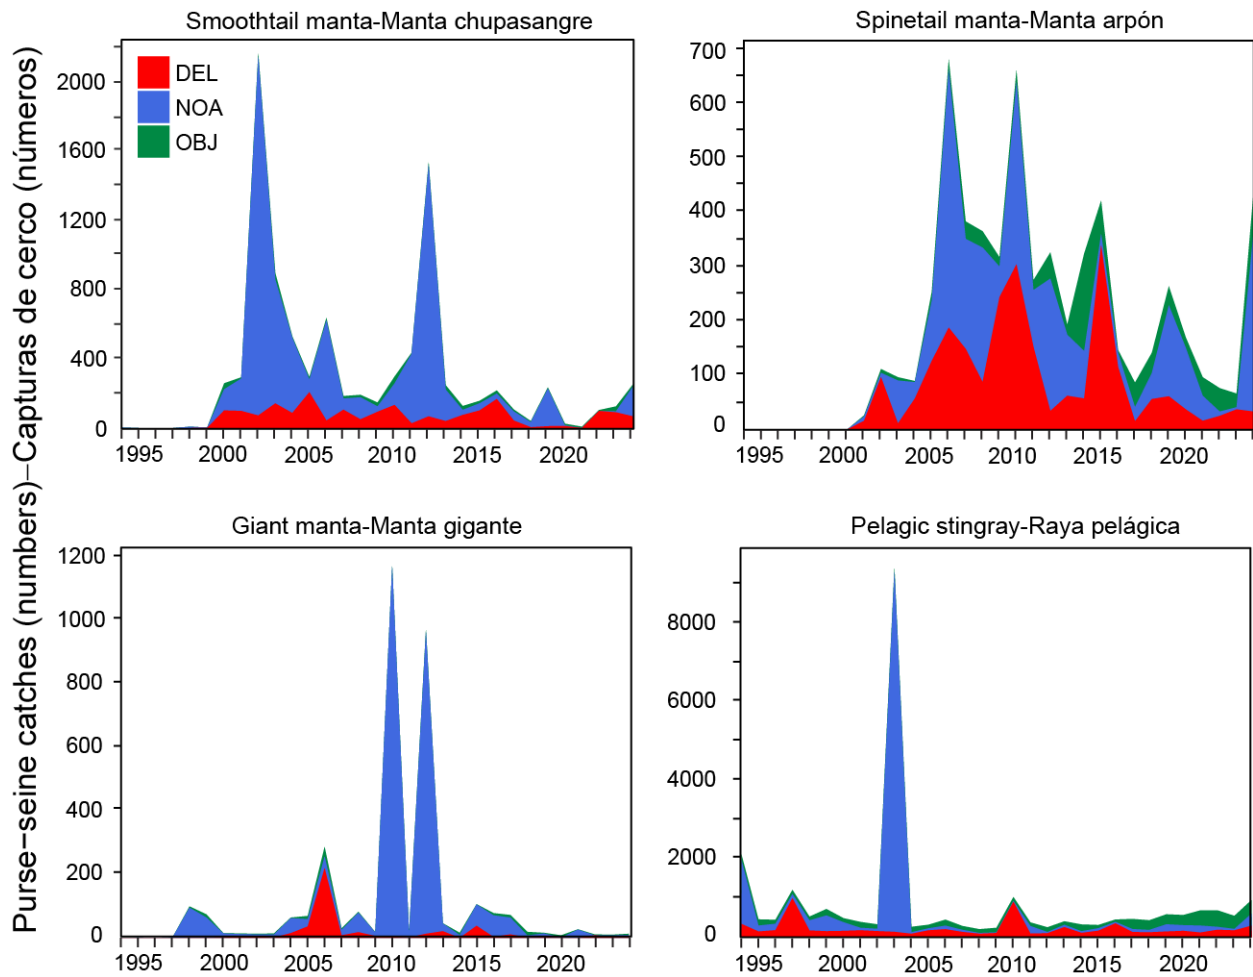 Purse-seine catches (numbers)–Capturas de cerco (números)
Smoothtail manta-Manta chupasangre
DEL
NOA
OBJ
2000
1600
1200
800
400
0
1995 2000 2005 2010 2015 2020
Spinetail manta-Manta arpón
700
600
500
400
300
200
100
0
1995 2000 2005 2010 2015 2020
Giant manta-Manta gigante
1200
1000
800
600
400
200
0
1995 2000 2005 2010 2015 2020
Pelagic stingray-Raya pelágica
8000
6000
4000
2000
0
1995 2000 2005 2010 2015 2020